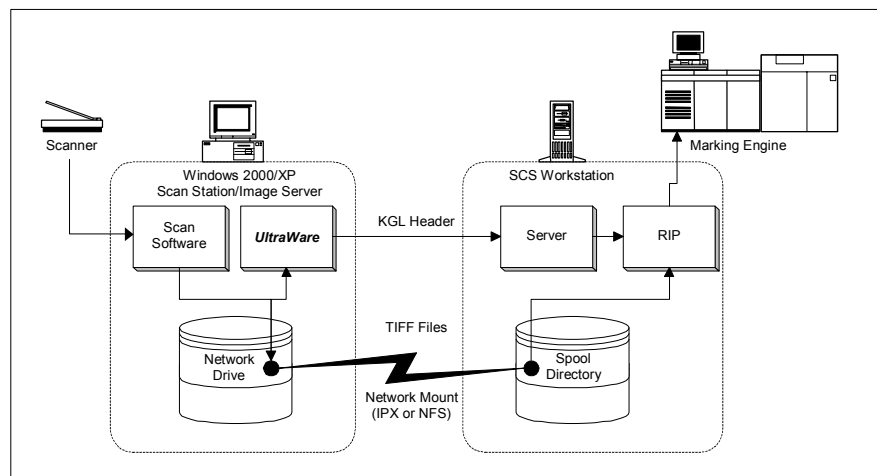 Scanner
Windows 2000/XP
Scan Station/Image Server
SCS Workstation
Marking Engine
Scan
Software
UltraWare
KGL Header
Server
RIP
TIFF Files
Network
Drive
Spool
Directory
Network Mount
(IPX or NFS)